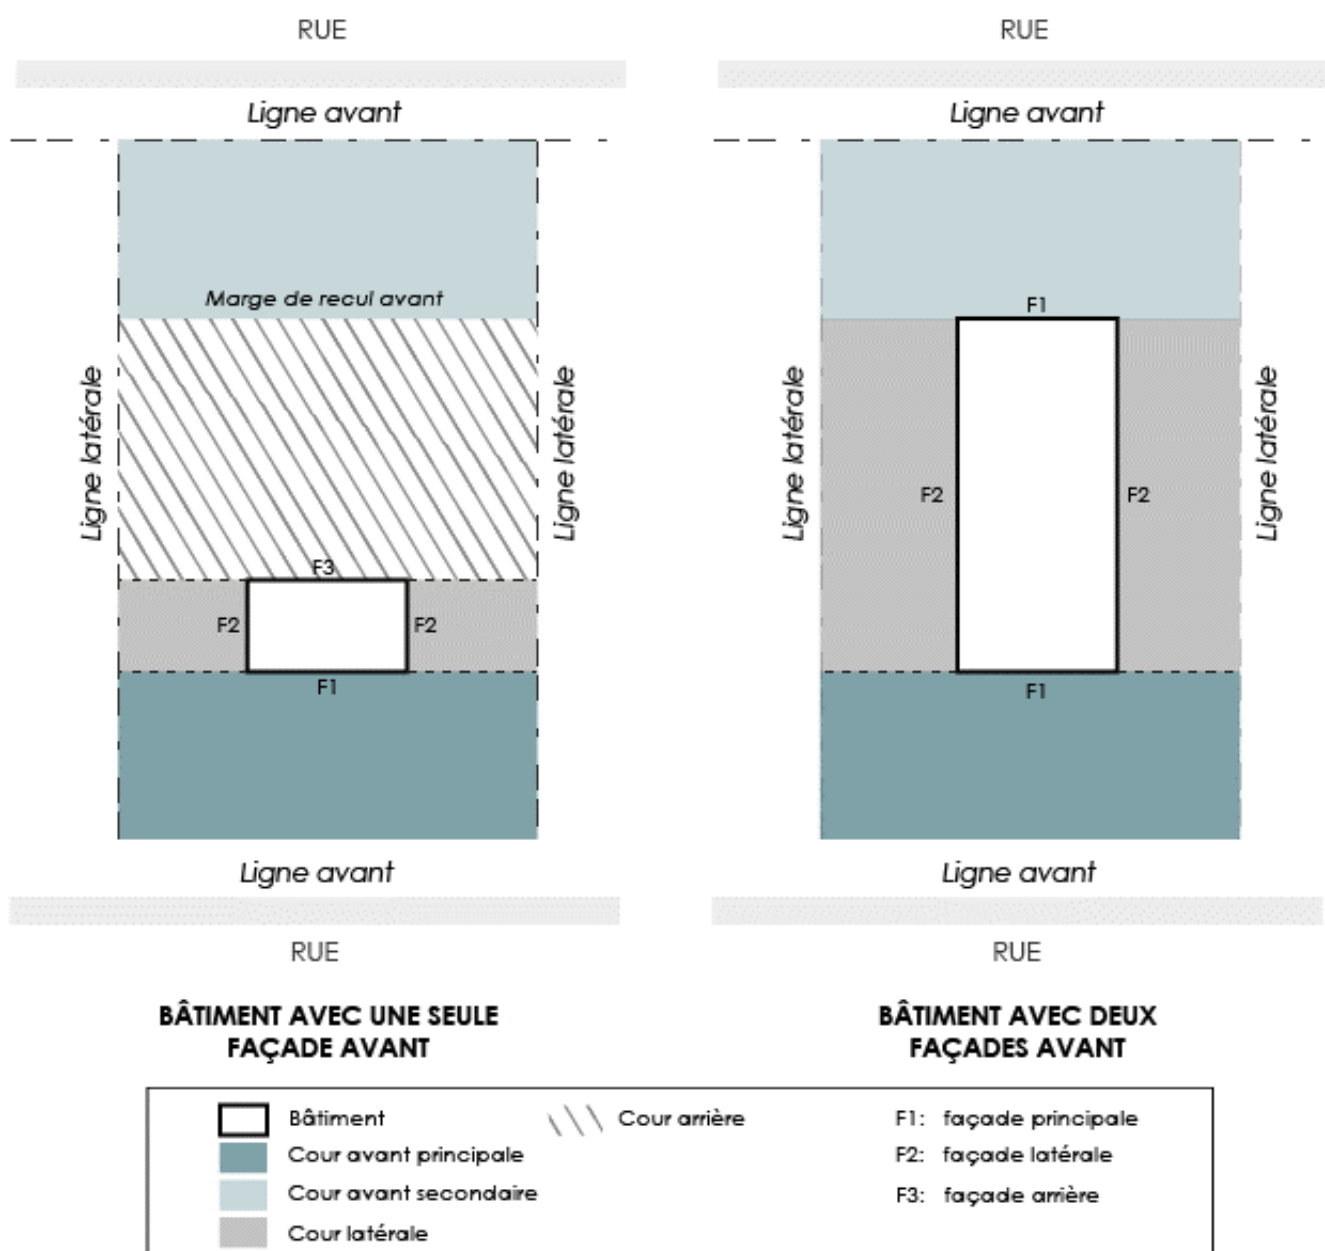 RUE
Ligne avant
Marge de recul avant
Ligne latérale
Ligne latérale
F3
F2
F2
F1
Ligne avant
RUE
BÂTIMENT AVEC UNE SEULE
FAÇADE AVANT
RUE
Ligne avant
F1
Ligne latérale
Ligne latérale
F2
F2
F1
Ligne avant
RUE
BÂTIMENT AVEC DEUX
FAÇADES AVANT
Bâtiment
Cour avant principale
Cour avant secondaire
Cour latérale
Cour arrière
F1: façade principale
F2: façade latérale
F3: façade arrière